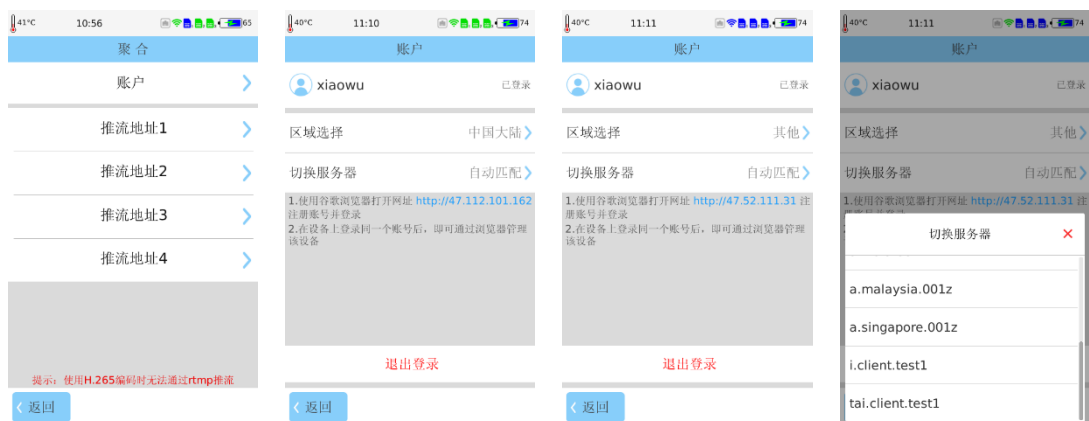 41°C 10:56 65
聚合
账户
推流地址1
推流地址2
推流地址3
推流地址4
提示：使用H.265编码时无法通过rtmp推流
返回
40°C 11:10 74
账户
xiaowu 已登录
区域选择 中国大陆
切换服务器 自动匹配
1.使用谷歌浏览器打开网址 http://47.112.101.162
注册账号并登录
2.在设备上登录同一个账号后，即可通过浏览器管理
该设备
退出登录
返回
40°C 11:11 74
账户
xiaowu 已登录
区域选择 其他
切换服务器 自动匹配
1.使用谷歌浏览器打开网址 http://47.52.111.31 注
册账号并登录
2.在设备上登录同一个账号后，即可通过浏览器管理
该设备
退出登录
返回
40°C 11:11 74
账户
xiaowu 已登录
区域选择 其他
切换服务器 自动匹配
1.使用谷歌浏览器打开网址 http://47.52.111.31 注
切换服务器
a.malaysia.001z
a.singapore.001z
i.client.test1
tai.client.test1